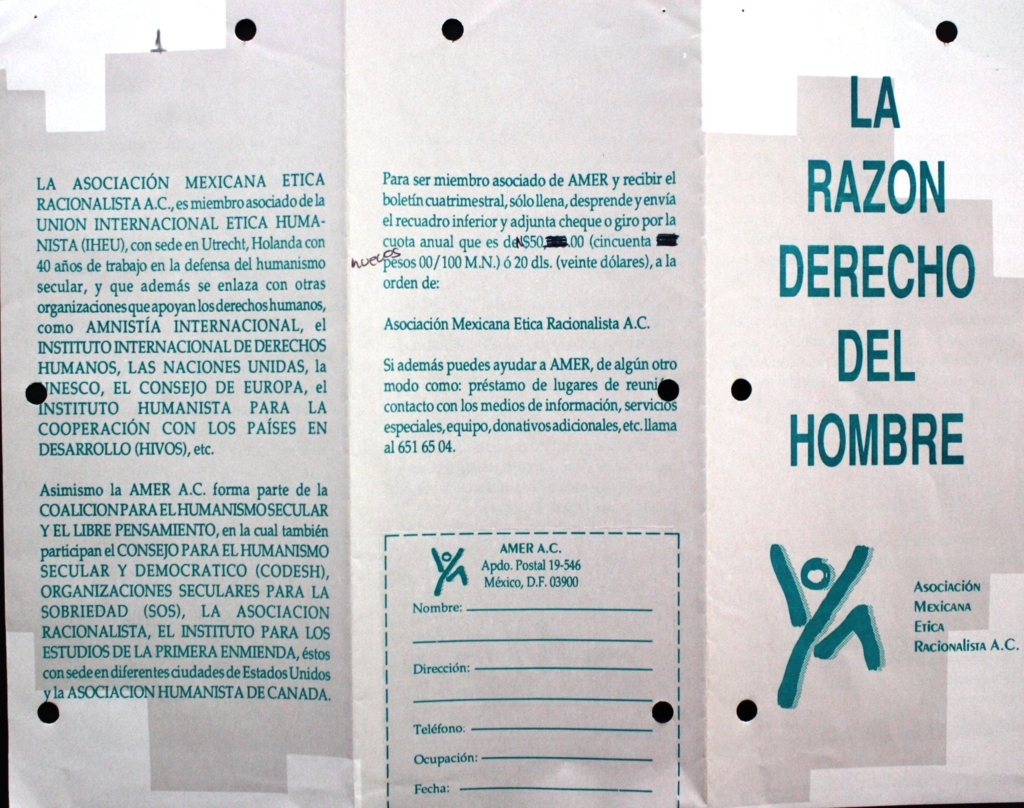 LA ASOCIACIÓN MEXICANA ETICA
RACIONALISTA A.C., es miembro asociado de la
UNION INTERNACIONAL ETICA HUMA-
NISTA (IHEU), con sede en Utrecht, Holanda con
40 años de trabajo en la defensa del humanismo
secular, y que además se enlaza con otras
organizaciones que apoyan los derechos humanos,
como AMNISTÍA INTERNACIONAL, el
INSTITUTO INTERNACIONAL DE DERECHOS
HUMANOS, LAS NACIONES UNIDAS, la
UNESCO, EL CONSEJO DE EUROPA, el
INSTITUTO HUMANISTA PARA LA
COOPERACIÓN CON LOS PAÍSES EN
DESARROLLO (HIVOS), etc.
Asimismo la AMER A.C. forma parte de la
COALICION PARA EL HUMANISMO SECULAR
Y EL LIBRE PENSAMIENTO, en la cual también
participan el CONSEJO PARA EL HUMANISMO
SECULAR Y DEMOCRATICO (CODESH),
ORGANIZACIONES SECULARES PARA LA
SOBRIEDAD (SOS), LA ASOCIACION
RACIONALISTA, EL INSTITUTO PARA LOS
ESTUDIOS DE LA PRIMERA ENMIENDA, éstos
con sede en diferentes ciudades de Estados Unidos
y la ASOCIACION HUMANISTA DE CANADA.
Para ser miembro asociado de AMER y recibir el
boletín cuatrimestral, sólo llena, desprende y envía
el recuadro inferior y adjunta cheque o giro por la
cuota anual que es de N$50, .00 (cincuenta
nuevos pesos 00/100 M.N.) ó 20 dls. (veinte dólares), a la
orden de:
Asociación Mexicana Etica Racionalista A.C.
Si además puedes ayudar a AMER, de algún otro
modo como: préstamo de lugares de reunión,
contacto con los medios de información, servicios
especiales, equipo, donativos adicionales, etc. llama
al 651 65 04.
AMER A.C.
Apdo. Postal 19-546
México, D.F. 03900
Nombre:
Dirección:
Teléfono:
Ocupación:
Fecha:
LA
RAZON
DERECHO
DEL
HOMBRE
Asociación
Mexicana
Etica
Racionalista A.C.